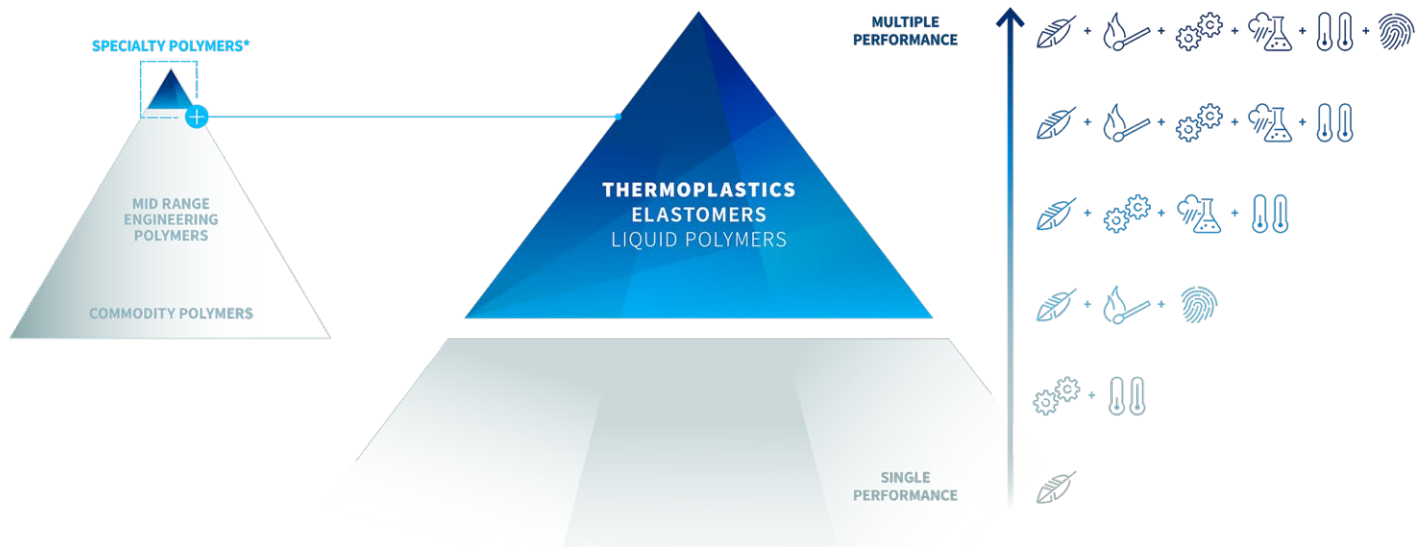 SPECIALTY POLYMERS*
MID RANGE
ENGINEERING
POLYMERS
COMMODITY POLYMERS
THERMOPLASTICS
ELASTOMERS
LIQUID POLYMERS
MULTIPLE
PERFORMANCE
SINGLE
PERFORMANCE